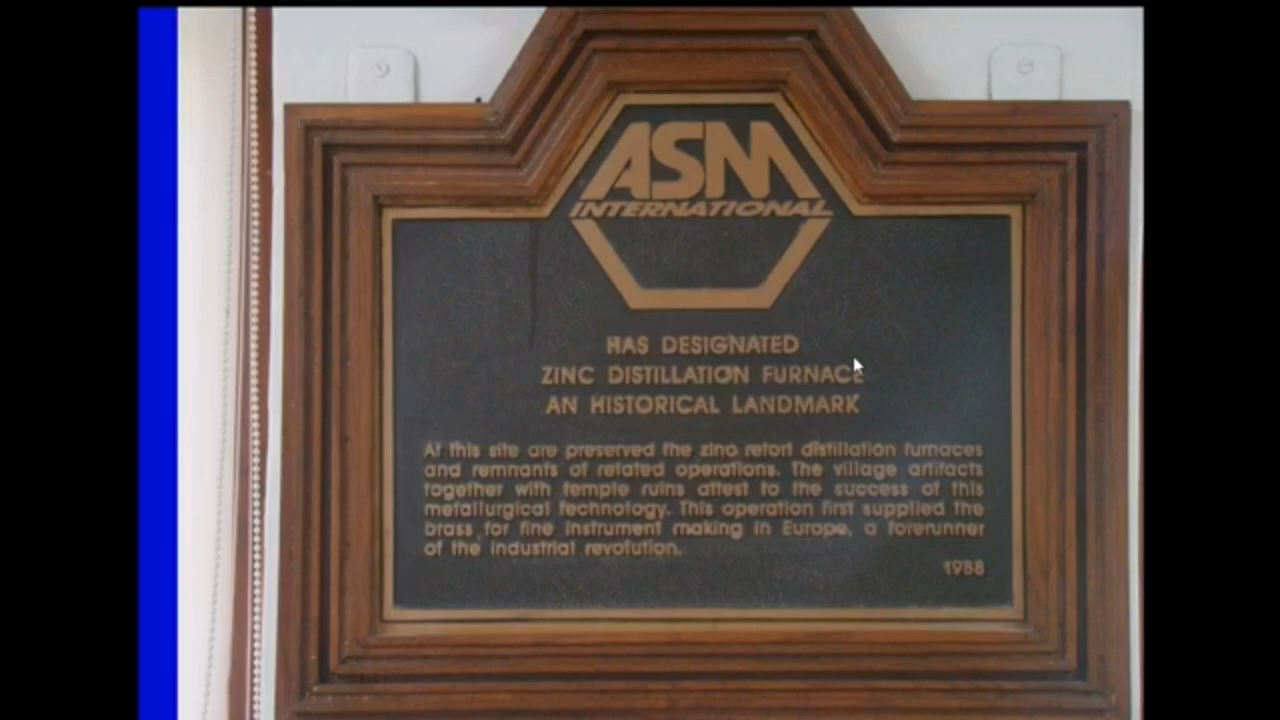 ASM
INTERNATIONAL
HAS DESIGNATED
ZINC DISTILLATION FURNACE
AN HISTORICAL LANDMARK
At this site are preserved the zinc retort distillation furnaces
and remnants of related operations. The village artifacts
together with temple ruins attest to the success of this
metallurgical technology. This operation first supplied the
brass for fine instrument making in Europe, a forerunner
of the industrial revolution.
1988